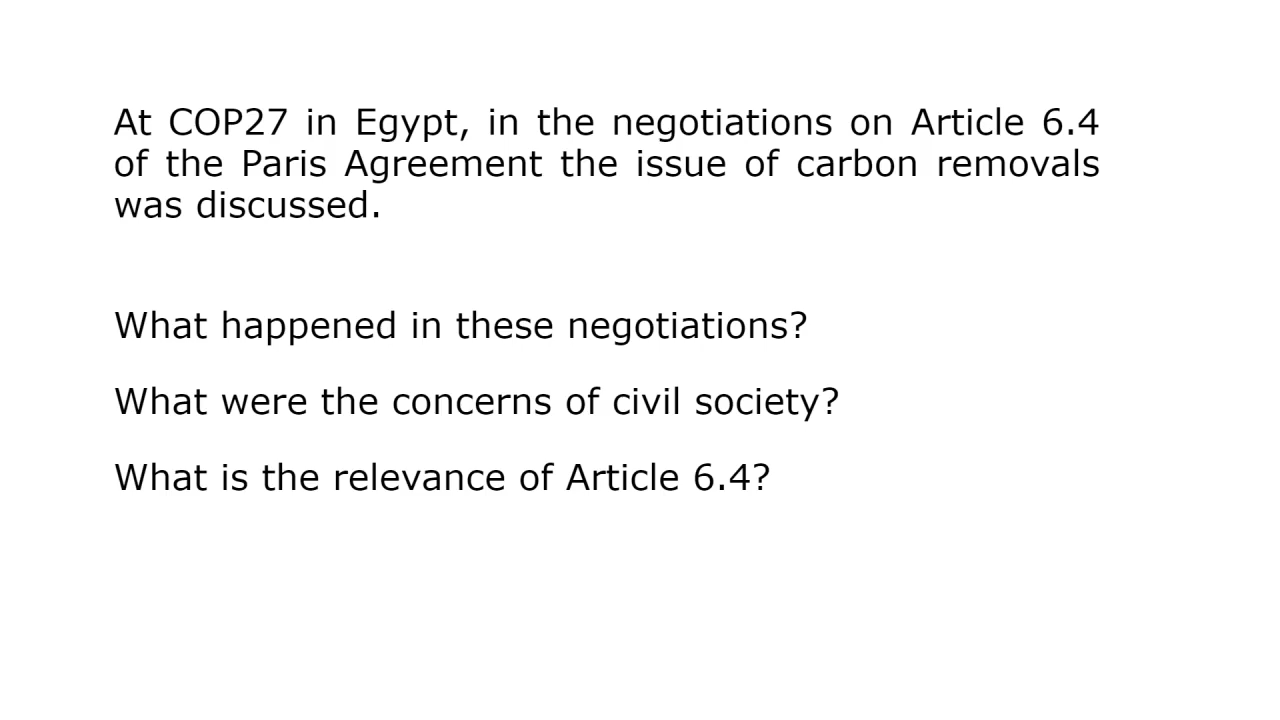 At COP27 in Egypt, in the negotiations on Article 6.4
of the Paris Agreement the issue of carbon removals
was discussed.
What happened in these negotiations?
What were the concerns of civil society?
What is the relevance of Article 6.4?